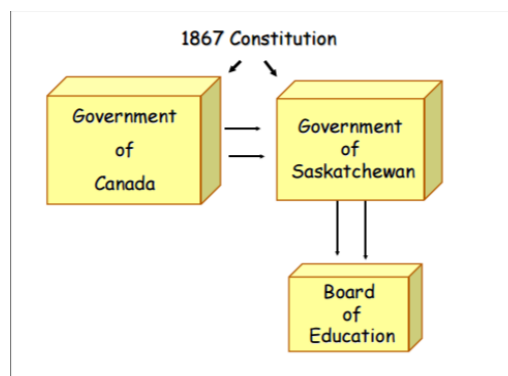 1867 Constitution
Government
of
Canada
Government
of
Saskatchewan
Board
of
Education